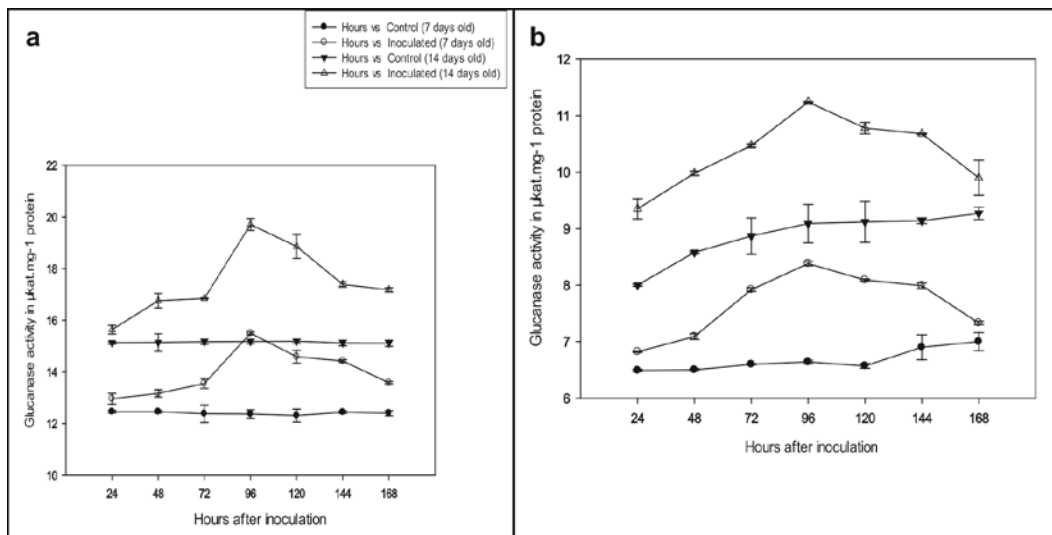 a
Hours vs Control (7 days old)
Hours vs Inoculated (7 days old)
Hours vs Control (14 days old)
Hours vs Inoculated (14 days old)
Glucanase activity in µkat.mg-1 protein
22
20
18
16
14
12
10
24 48 72 96 120 144 168
Hours after inoculation
b
Glucanase activity in µkat.mg-1 protein
12
11
10
9
8
7
6
24 48 72 96 120 144 168
Hours after inoculation